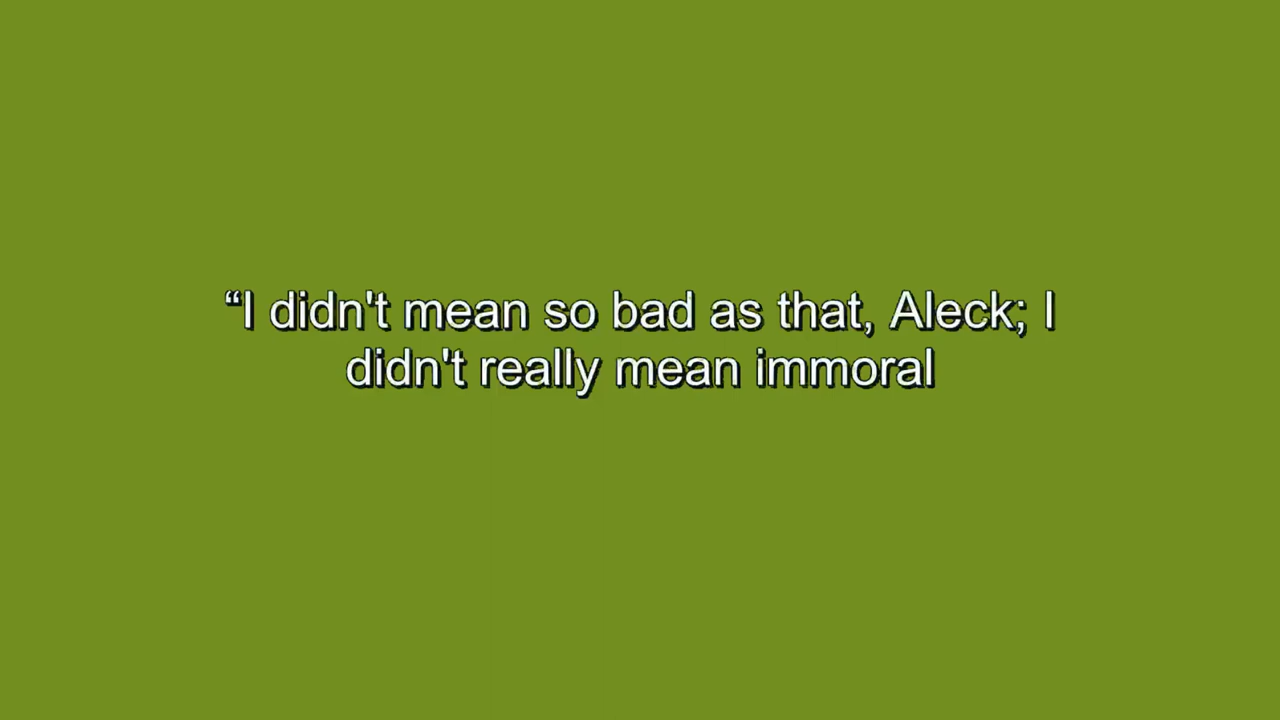 “I didn't mean so bad as that, Aleck; I
didn't really mean immoral